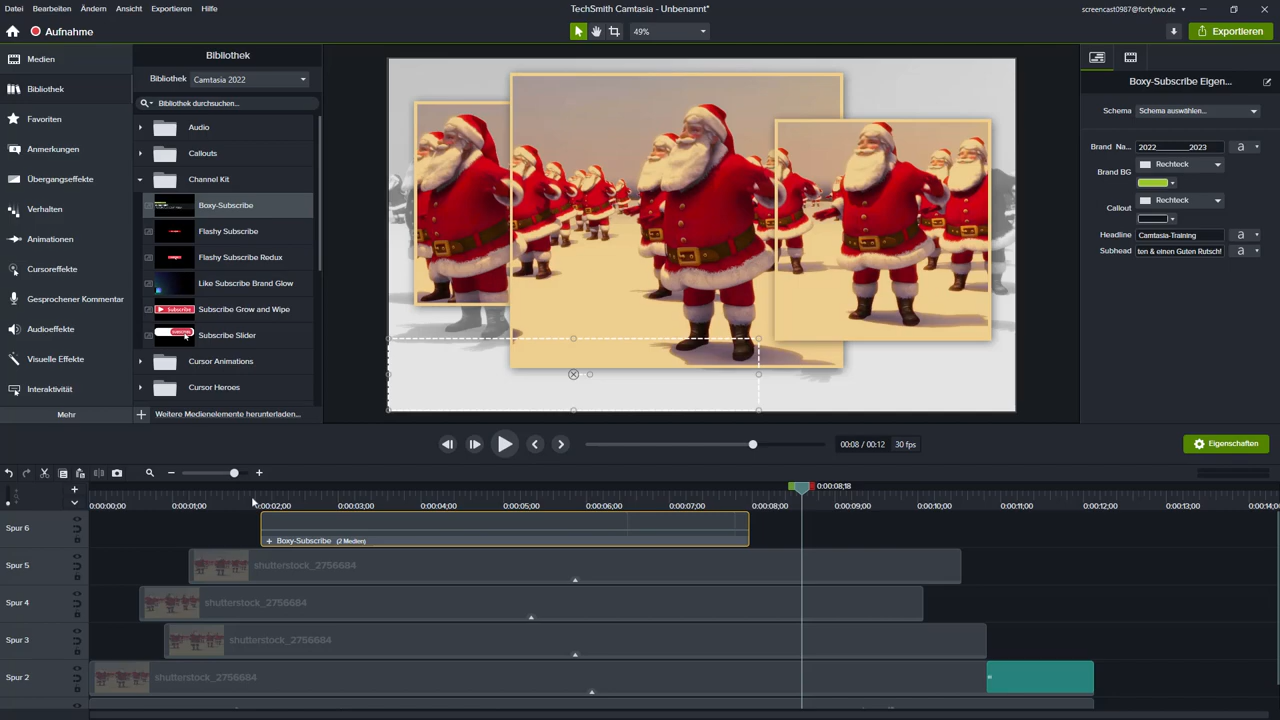 Datei Bearbeiten Ändern Ansicht Exportieren Hilfe
TechSmith Camtasia - Unbenannt*
screencast0987@fortytwo.de
Aufnahme
49%
Exportieren
Medien
Bibliothek
Favoriten
Anmerkungen
Übergangseffekte
Verhalten
Animationen
Cursoreffekte
Gesprochener Kommentar
Audioeffekte
Visuelle Effekte
Interaktivität
Mehr
Bibliothek
Bibliothek Camtasia 2022
Bibliothek durchsuchen...
Audio
Callouts
Channel Kit
Boxy-Subscribe
Flashy Subscribe
Flashy Subscribe Redux
Like Subscribe Brand Glow
Subscribe Grow and Wipe
Subscribe Slider
Cursor Animations
Cursor Heroes
Weitere Medienelemente herunterladen...
Boxy-Subscribe Eigen...
Schema Schema auswählen...
Brand Na... 2022________2023 a
Brand BG Rechteck
Callout Rechteck
Headline Camtasia-Training a
Subhead ten & einen Guten Rutsch! a
00:08 / 00:12 30 fps
Eigenschaften
0:00:08;18
0:00:00;00 0:00:01;00 0:00:02;00 0:00:03;00 0:00:04;00 0:00:05;00 0:00:06;00 0:00:07;00 0:00:08;00 0:00:09;00 0:00:10;00 0:00:11;00 0:00:12;00 0:00:13;00 0:00:14;0
Spur 6
Boxy-Subscribe (2 Medien)
Spur 5
shutterstock_2756684
Spur 4
shutterstock_2756684
Spur 3
shutterstock_2756684
Spur 2
shutterstock_2756684